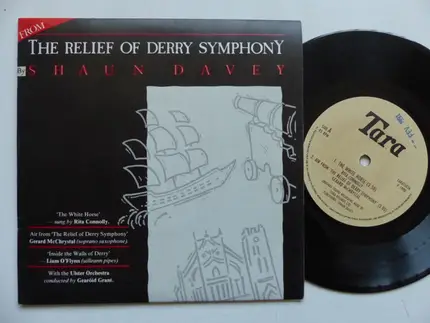 FROM
THE RELIEF OF DERRY SYMPHONY
By SHAUN DAVEY
'The White Horse'
— sung by Rita Connolly.
Air from 'The Relief of Derry Symphony'
Gerard McChrystal (soprano saxophone)
'Inside the Walls of Derry'
— Liam O'Flynn (uilleann pipes)
With the Ulster Orchestra
conducted by Gearóid Grant.
Tara